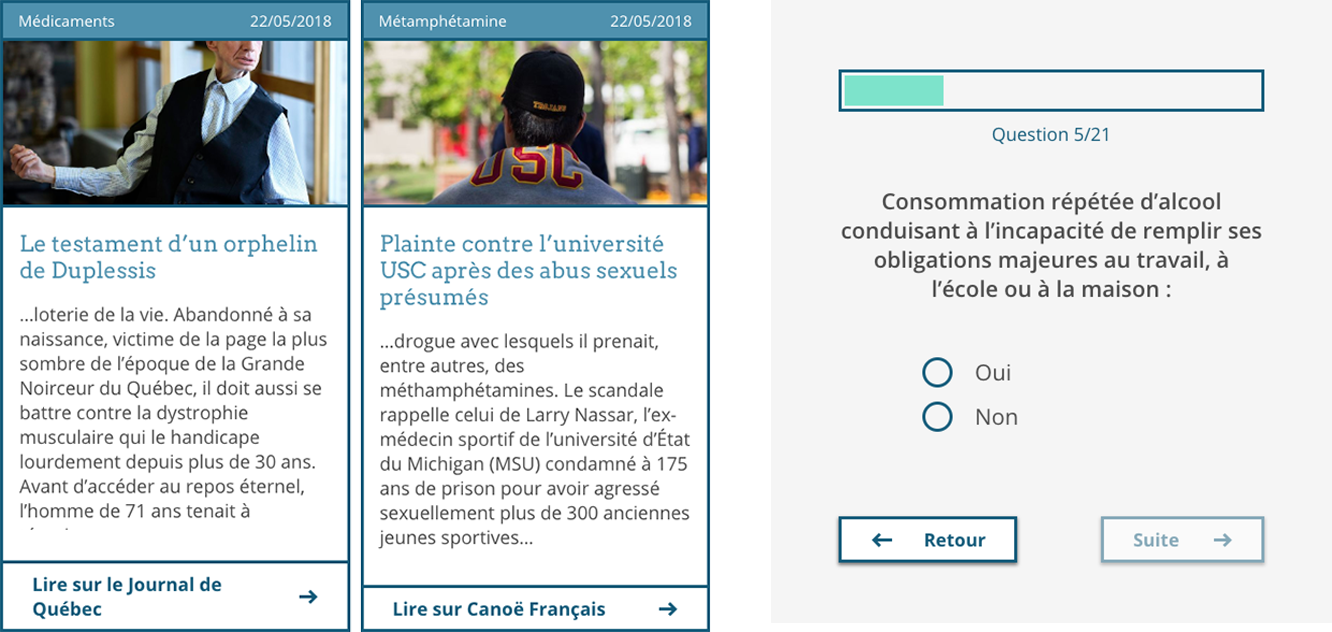 Médicaments 22/05/2018
Le testament d’un orphelin
de Duplessis
...loterie de la vie. Abandonné à sa
naissance, victime de la page la plus
sombre de l’époque de la Grande
Noirceur du Québec, il doit aussi se
battre contre la dystrophie
musculaire qui le handicape
lourdement depuis plus de 30 ans.
Avant d’accéder au repos éternel,
l’homme de 71 ans tenait à
Lire sur le Journal de
Québec
Métamphétamine 22/05/2018
TROJANS
USC
Plainte contre l’université
USC après des abus sexuels
présumés
...drogue avec lesquels il prenait,
entre autres, des
méthamphétamines. Le scandale
rappelle celui de Larry Nassar, l’ex-
médecin sportif de l’université d’État
du Michigan (MSU) condamné à 175
ans de prison pour avoir agressé
sexuellement plus de 300 anciennes
jeunes sportives...
Lire sur Canoë Français
Question 5/21
Consommation répétée d’alcool
conduisant à l’incapacité de remplir ses
obligations majeures au travail, à
l’école ou à la maison :
Oui
Non
Retour
Suite